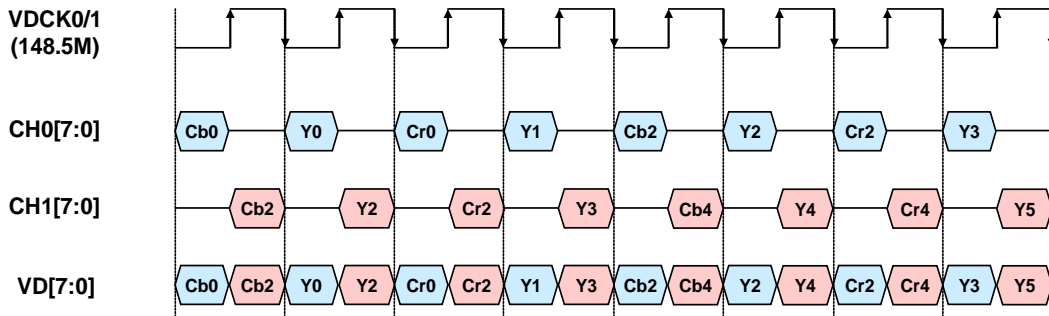 VDCK0/1
(148.5M)
CH0[7:0] Cb0 Y0 Cr0 Y1 Cb2 Y2 Cr2 Y3
CH1[7:0] Cb2 Y2 Cr2 Y3 Cb4 Y4 Cr4 Y5
VD[7:0] Cb0 Cb2 Y0 Y2 Cr0 Cr2 Y1 Y3 Cb2 Cb4 Y2 Y4 Cr2 Cr4 Y3 Y5